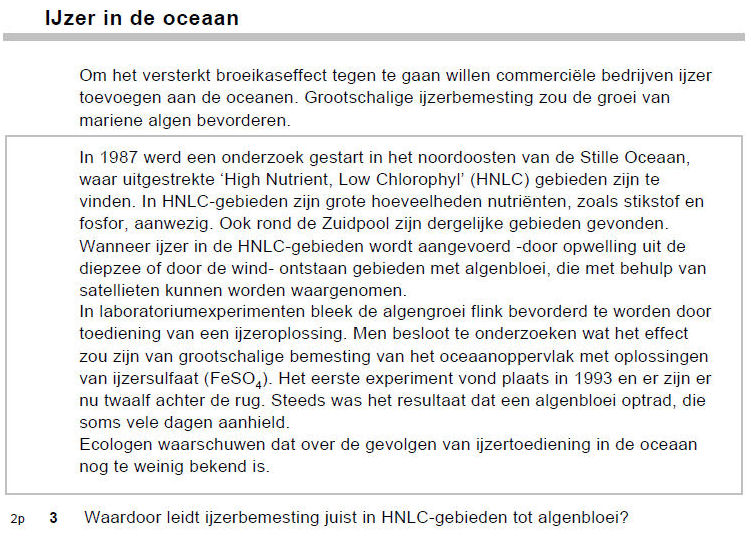 IJzer in de oceaan
Om het versterkt broeikaseffect tegen te gaan willen commerciële bedrijven ijzer
toevoegen aan de oceanen. Grootschalige ijzerbemesting zou de groei van
mariene algen bevorderen.
In 1987 werd een onderzoek gestart in het noordoosten van de Stille Oceaan,
waar uitgestrekte ‘High Nutrient, Low Chlorophyl’ (HNLC) gebieden zijn te
vinden. In HNLC-gebieden zijn grote hoeveelheden nutriënten, zoals stikstof en
fosfor, aanwezig. Ook rond de Zuidpool zijn dergelijke gebieden gevonden.
Wanneer ijzer in de HNLC-gebieden wordt aangevoerd -door opwelling uit de
diepzee of door de wind- ontstaan gebieden met algenbloei, die met behulp van
satellieten kunnen worden waargenomen.
In laboratoriumexperimenten bleek de algengroei flink bevorderd te worden door
toediening van een ijzeroplossing. Men besloot te onderzoeken wat het effect
zou zijn van grootschalige bemesting van het oceaanoppervlak met oplossingen
van ijzersulfaat (FeSO₄). Het eerste experiment vond plaats in 1993 en er zijn er
nu twaalf achter de rug. Steeds was het resultaat dat een algenbloei optrad, die
soms vele dagen aanhield.
Ecologen waarschuwen dat over de gevolgen van ijzertoediening in de oceaan
nog te weinig bekend is.
2p 3 Waardoor leidt ijzerbemesting juist in HNLC-gebieden tot algenbloei?